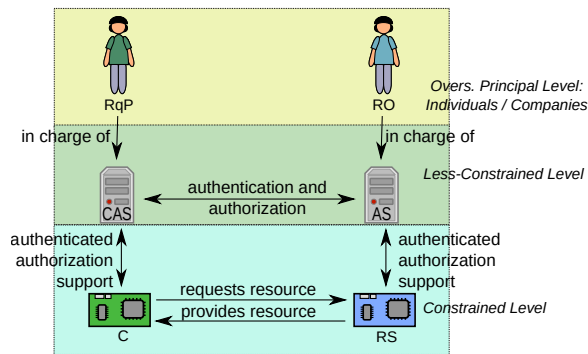 RqP
RO
Overs. Principal Level:
Individuals / Companies
in charge of
in charge of
Less-Constrained Level
CAS
authentication and
authorization
AS
authenticated
authorization
support
authenticated
authorization
support
requests resource
provides resource
Constrained Level
C
RS